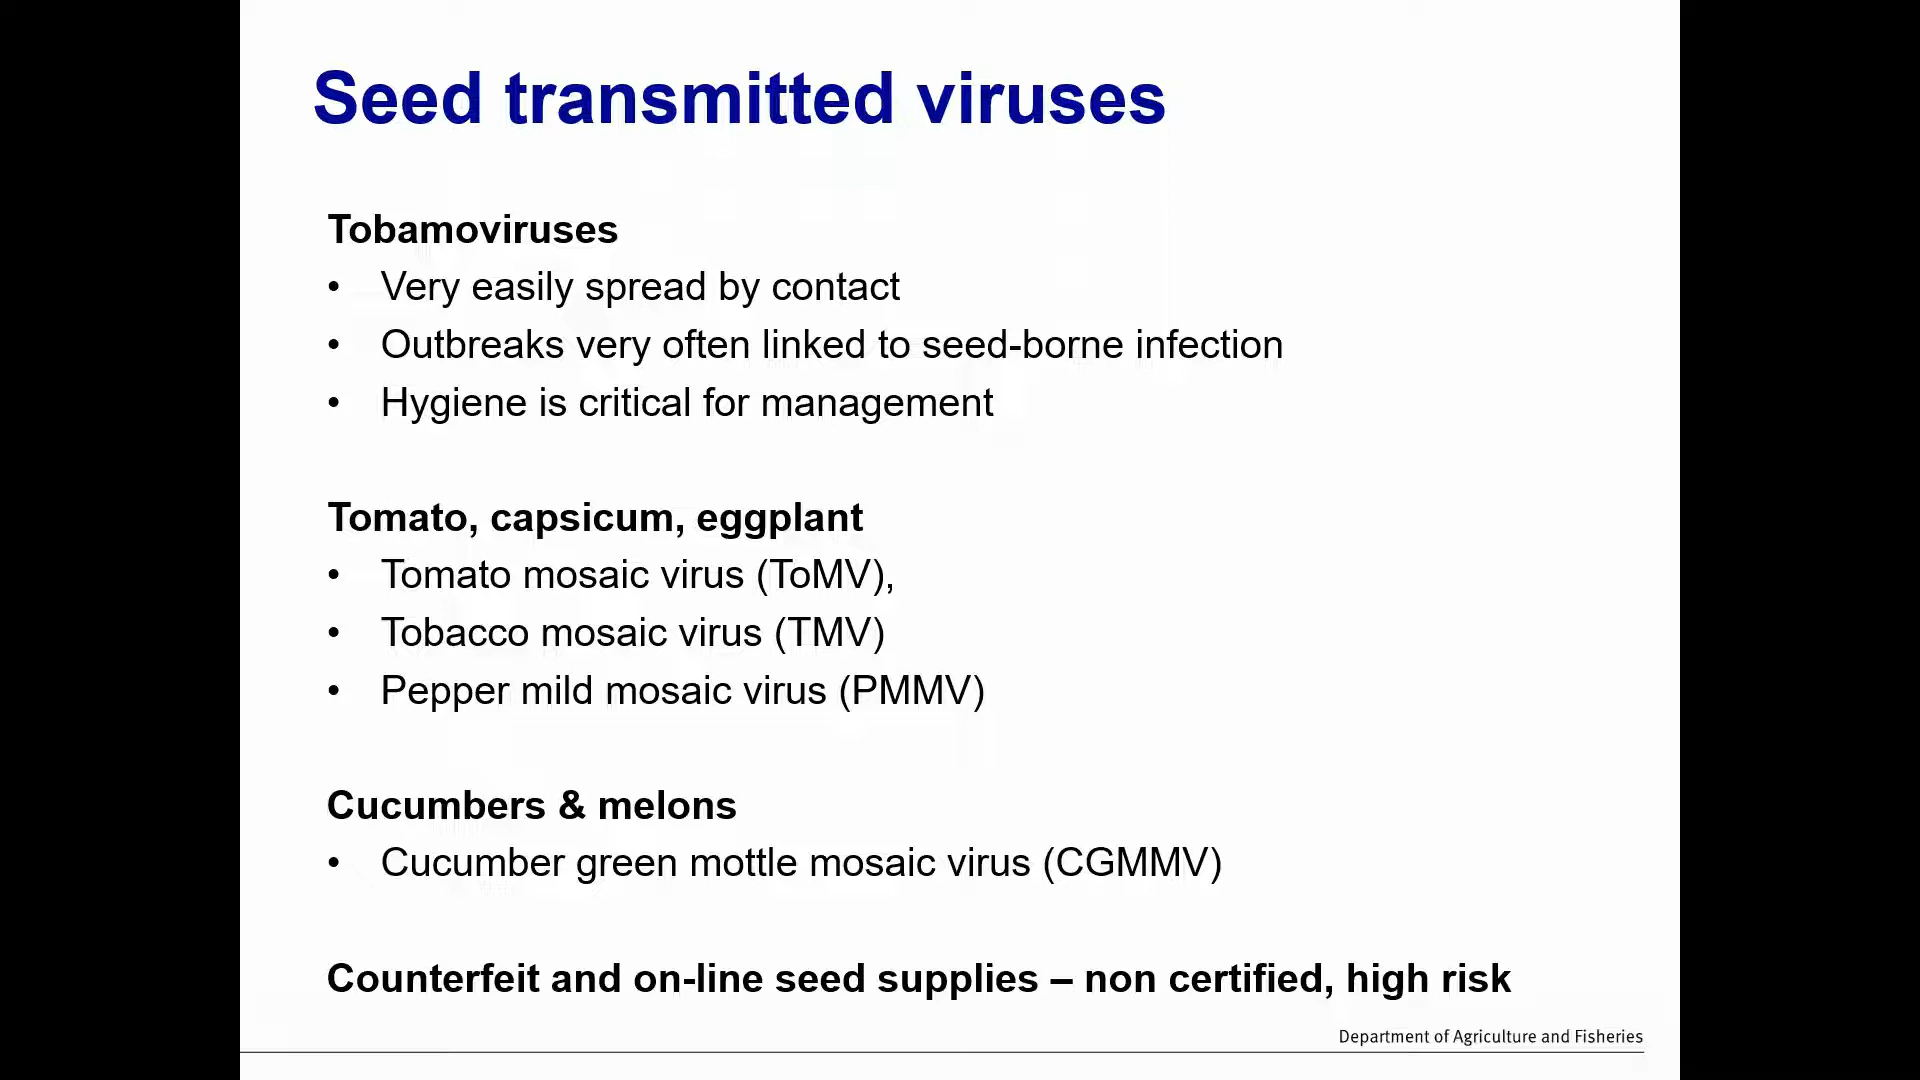 Seed transmitted viruses
Tobamoviruses
• Very easily spread by contact
• Outbreaks very often linked to seed-borne infection
• Hygiene is critical for management
Tomato, capsicum, eggplant
• Tomato mosaic virus (ToMV),
• Tobacco mosaic virus (TMV)
• Pepper mild mosaic virus (PMMV)
Cucumbers & melons
• Cucumber green mottle mosaic virus (CGMMV)
Counterfeit and on-line seed supplies – non certified, high risk
Department of Agriculture and Fisheries